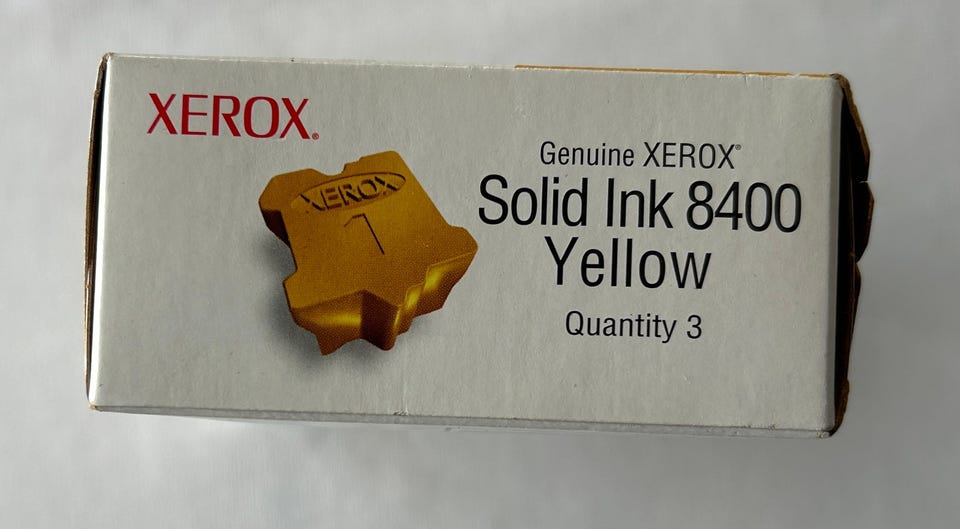 XEROX®
XEROX
1
Genuine XEROX®
Solid Ink 8400
Yellow
Quantity 3